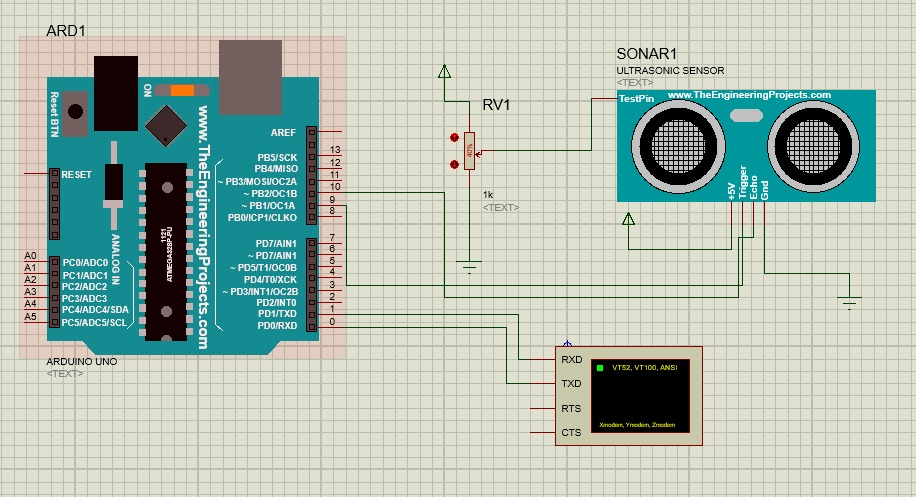 ARD1
ON
Reset BTN
www.TheEngineeringProjects.com
AREF
RESET
PB5/SCK
13
PB4/MISO
12
~ PB3/MOSI/OC2A
11
~ PB2/OC1B
10
~ PB1/OC1A
9
PB0/ICP1/CLKO
8
1121
ATMEGA328P-PU
ANALOG IN
PD7/AIN1
7
~ PD7/AIN1
6
~ PD5/T1/OC0B
5
PD4/T0/XCK
4
~ PD3/INT1/OC2B
3
PD2/INT0
2
PD1/TXD
1
PD0/RXD
0
A0
PC0/ADC0
A1
PC1/ADC1
A2
PC2/ADC2
A3
PC3/ADC3
A4
PC4/ADC4/SDA
A5
PC5/ADC5/SCL
ARDUINO UNO
<TEXT>
RV1
1k
<TEXT>
SONAR1
ULTRASONIC SENSOR
<TEXT>
www.TheEngineeringProjects.com
TestPin
+5V
Trigger
Echo
Gnd
RXD
TXD
RTS
CTS
VT52, VT100, ANSI
Xmodem, Ymodem, Zmodem